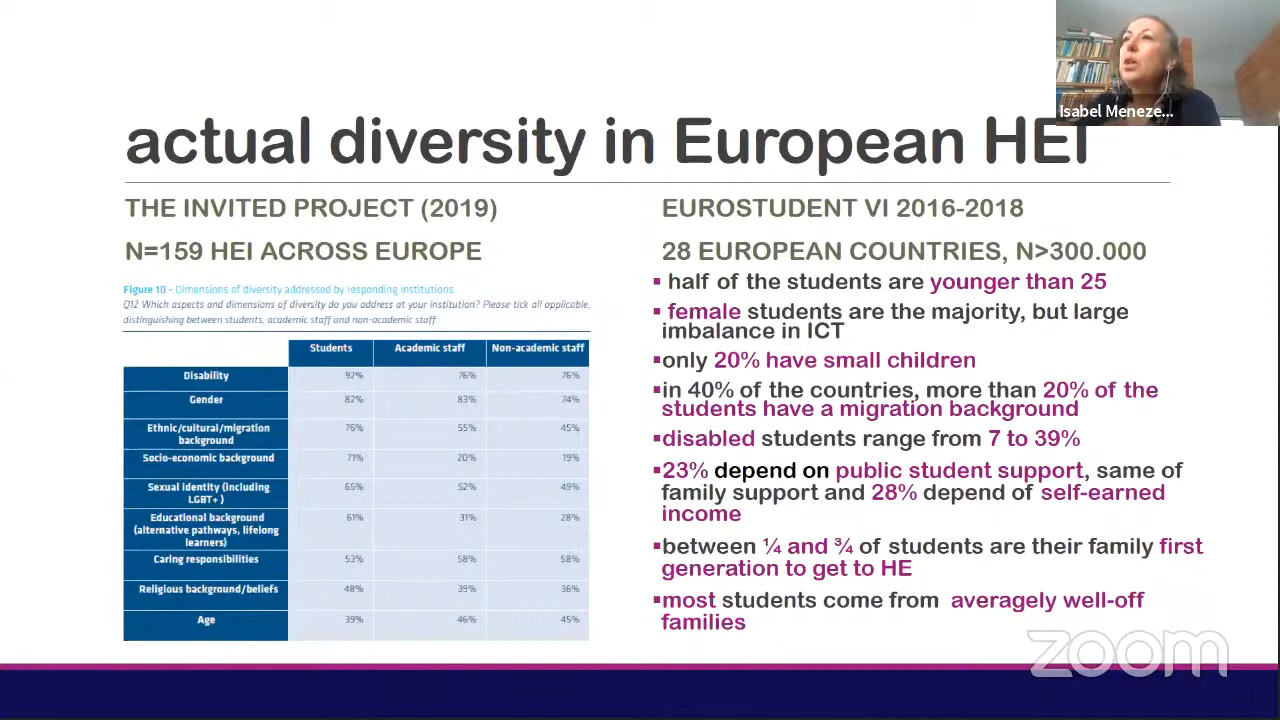 Isabel Meneze...
actual diversity in European HEI
THE INVITED PROJECT (2019)
N=159 HEI ACROSS EUROPE
Figure 10 - Dimensions of diversity addressed by responding institutions
Q12 Which aspects and dimensions of diversity do you address at your institution? Please tick all applicable,
distinguishing between students, academic staff and non-academic staff.
Students Academic staff Non-academic staff
Disability 92% 76% 76%
Gender 82% 83% 74%
Ethnic/cultural/migration
background 76% 55% 45%
Socio-economic background 71% 20% 19%
Sexual identity (including
LGBT+ ) 65% 52% 49%
Educational background
(alternative pathways, lifelong
learners) 61% 31% 28%
Caring responsibilities 53% 58% 58%
Religious background/beliefs 48% 39% 36%
Age 39% 46% 45%
EUROSTUDENT VI 2016-2018
28 EUROPEAN COUNTRIES, N>300.000
▪ half of the students are younger than 25
▪ female students are the majority, but large
imbalance in ICT
▪only 20% have small children
▪in 40% of the countries, more than 20% of the
students have a migration background
▪disabled students range from 7 to 39%
▪23% depend on public student support, same of
family support and 28% depend of self-earned
income
▪between ¼ and ¾ of students are their family first
generation to get to HE
▪most students come from averagely well-off
families
zoom